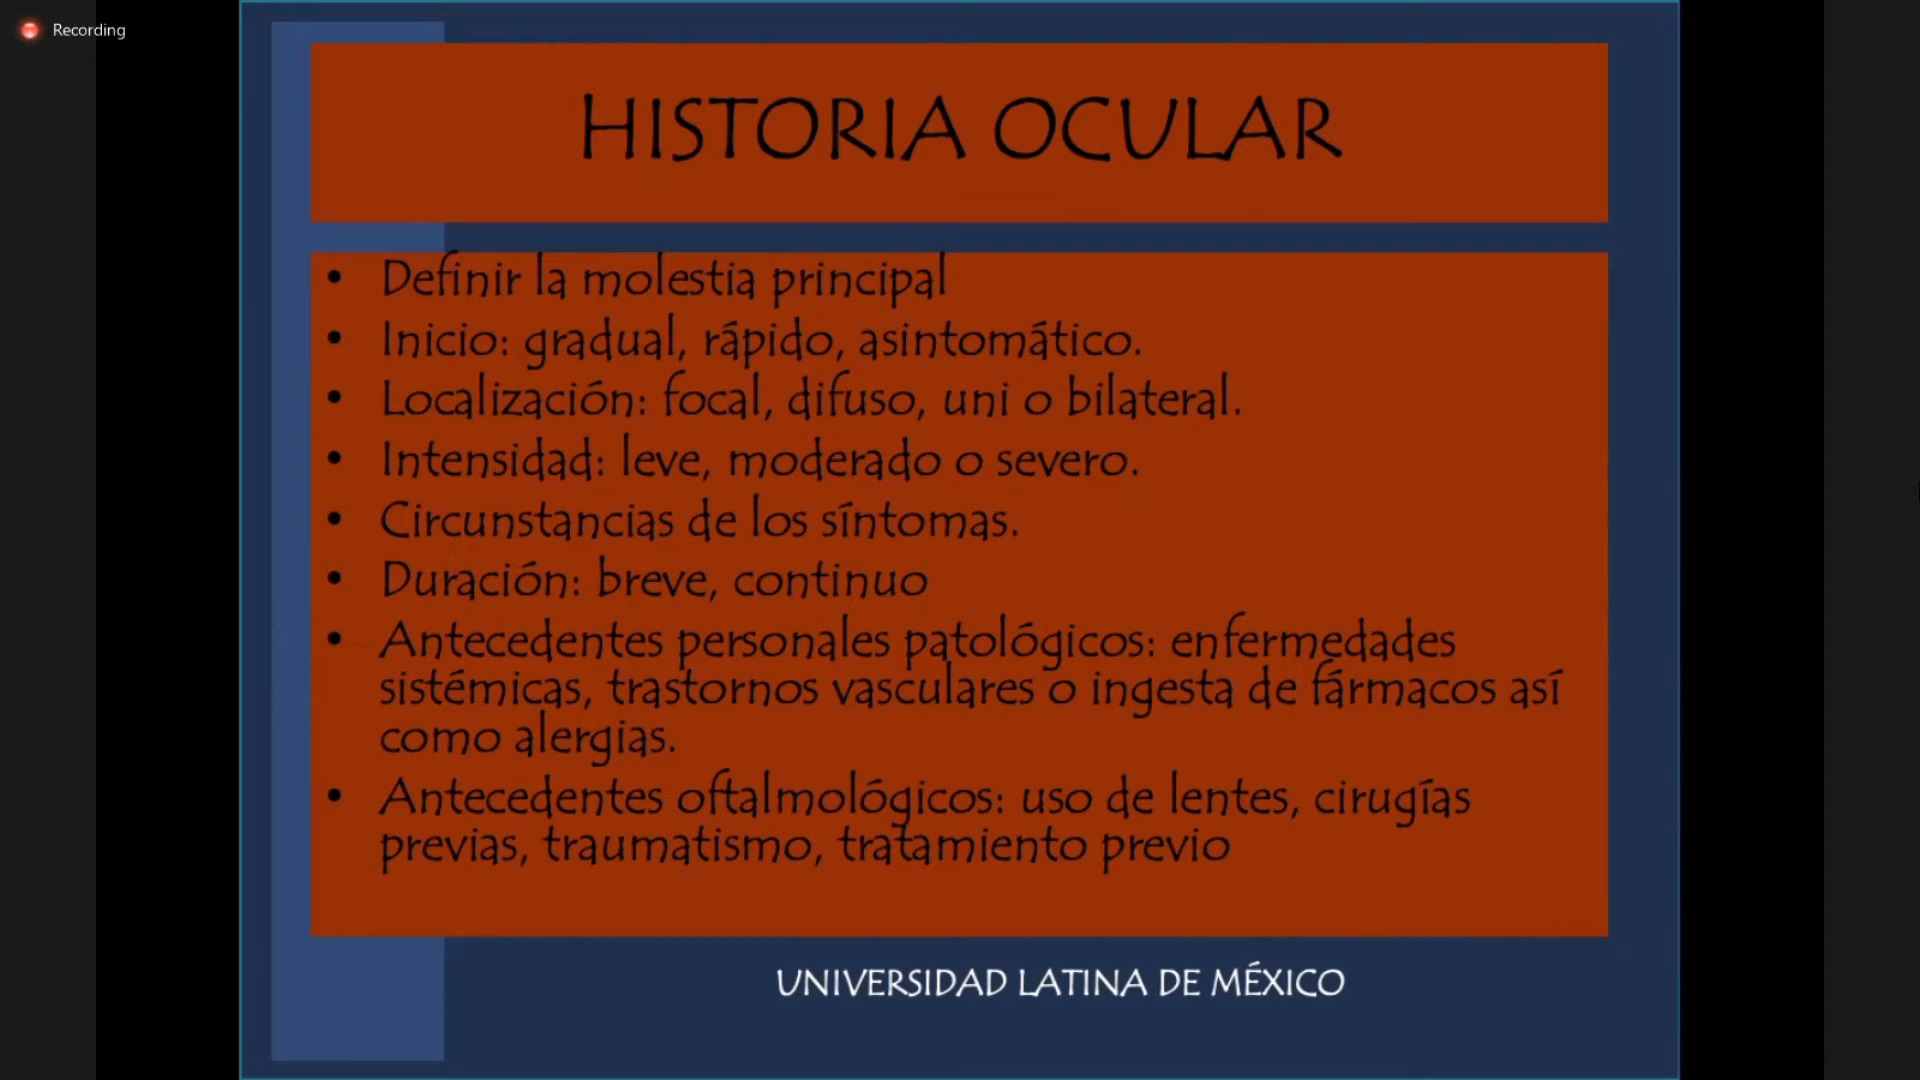 Recording
HISTORIA OCULAR
• Definir la molestia principal
• Inicio: gradual, rápido, asintomático.
• Localización: focal, difuso, uni o bilateral.
• Intensidad: leve, moderado o severo.
• Circunstancias de los síntomas.
• Duración: breve, continuo
• Antecedentes personales patológicos: enfermedades
sistémicas, trastornos vasculares o ingesta de fármacos así
como alergias.
• Antecedentes oftalmológicos: uso de lentes, cirugías
previas, traumatismo, tratamiento previo
UNIVERSIDAD LATINA DE MÉXICO